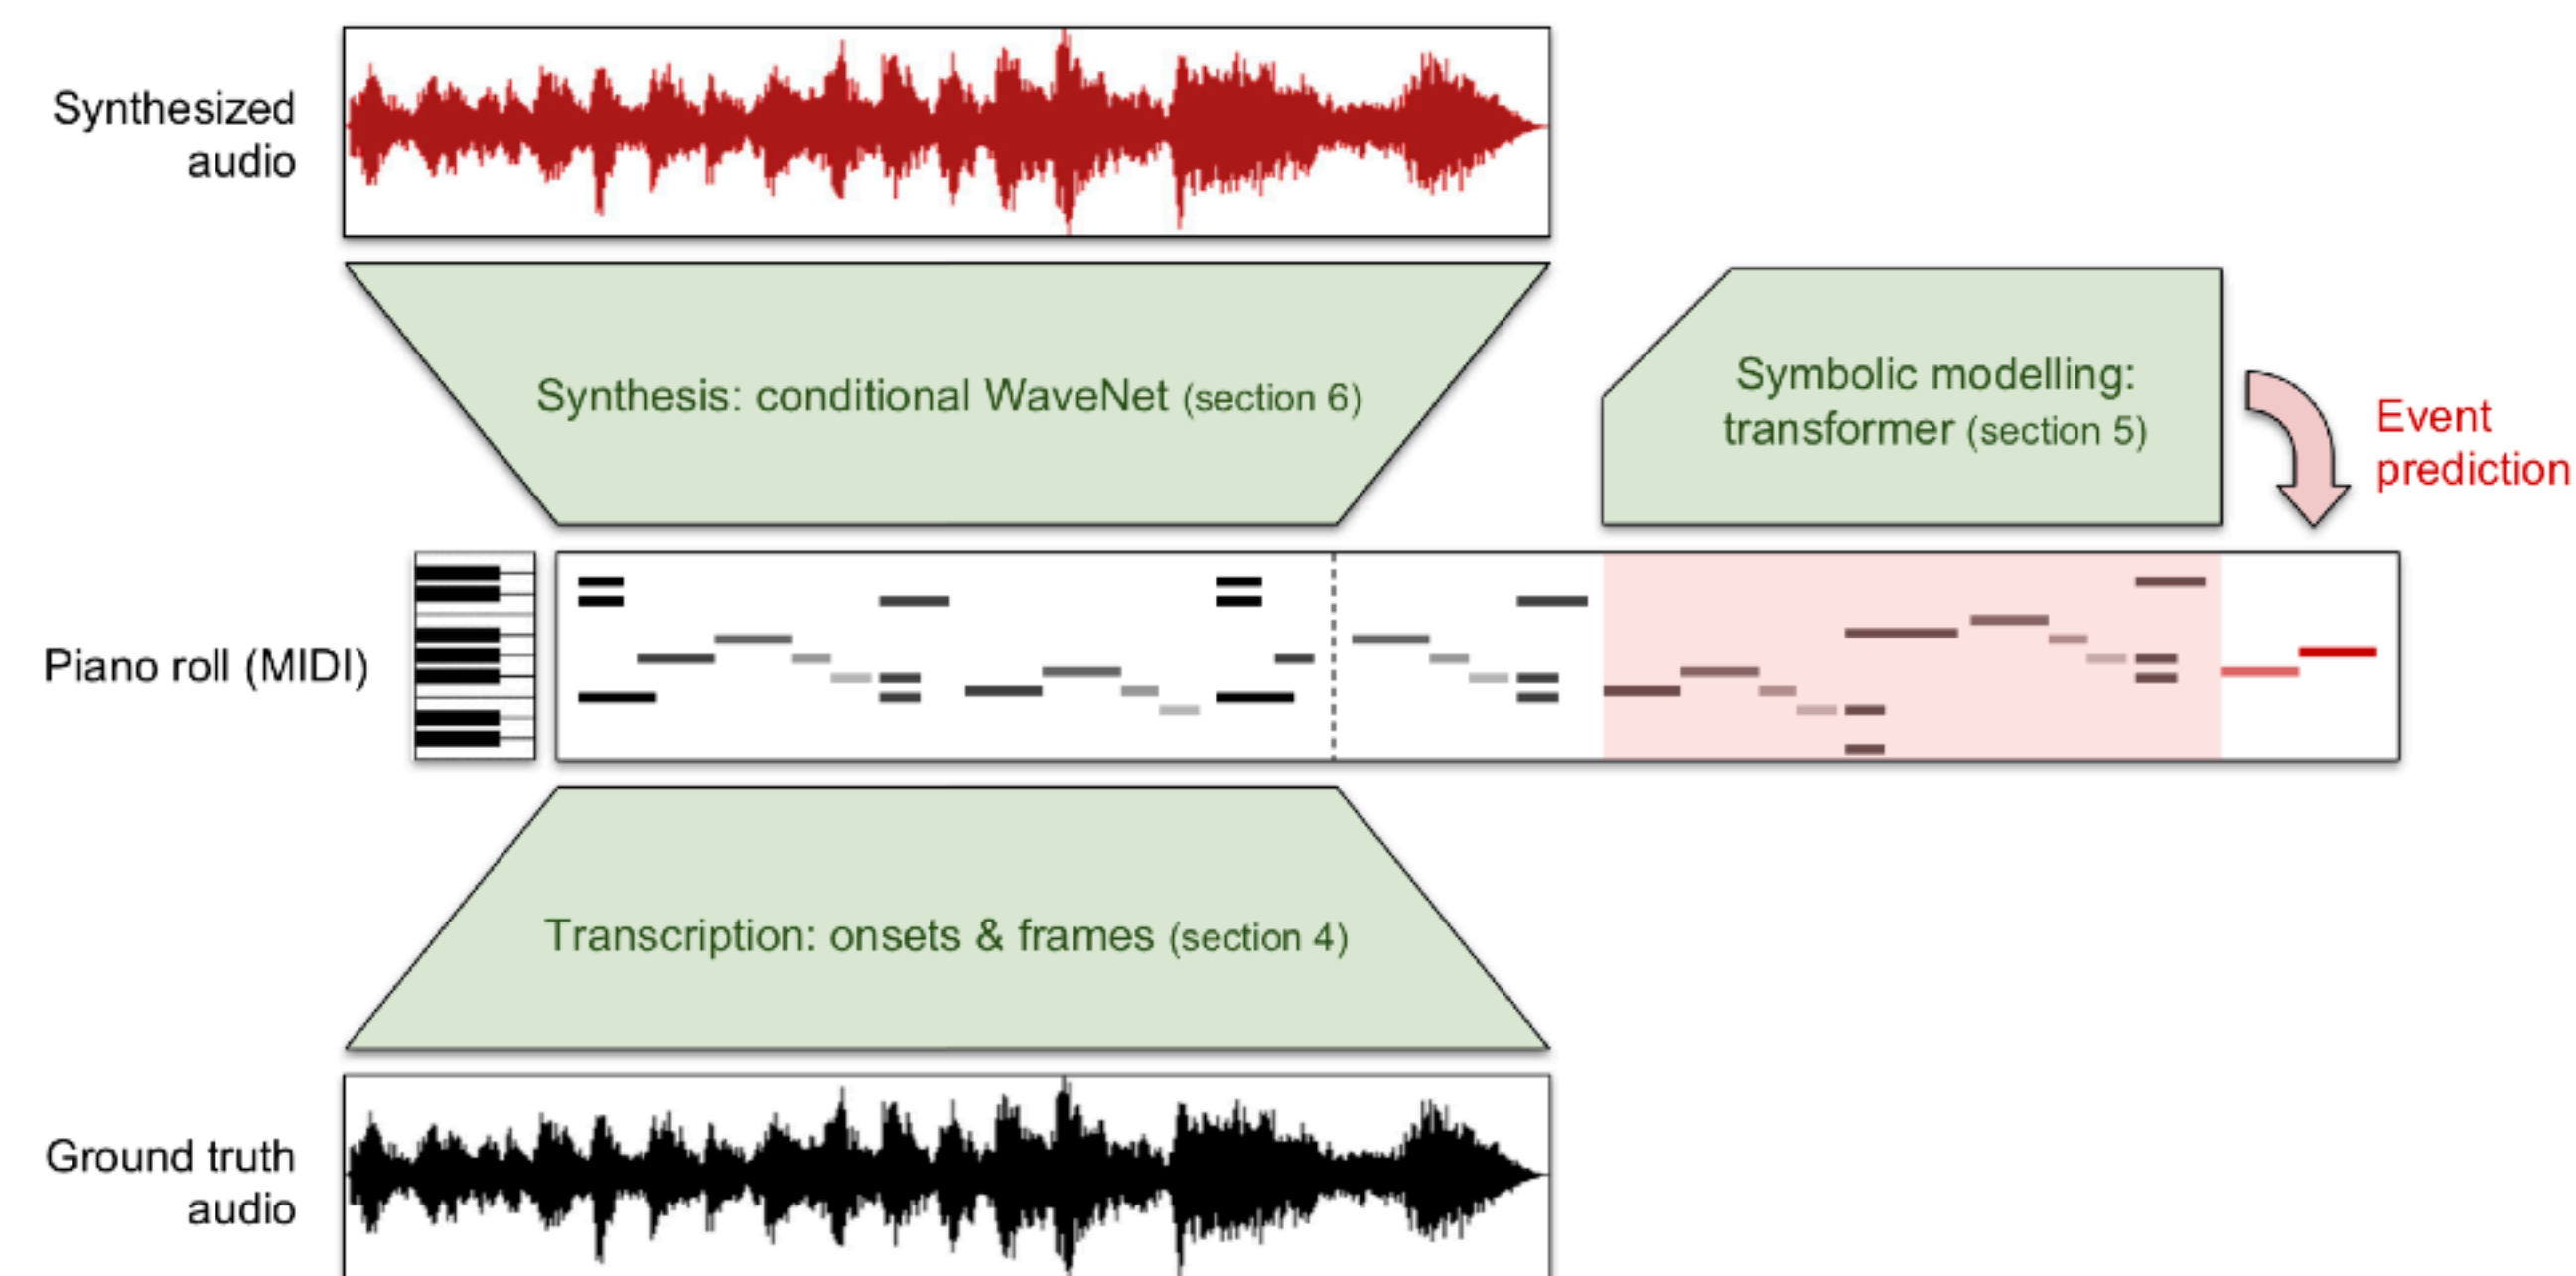 Synthesized
audio
Synthesis: conditional WaveNet (section 6)
Symbolic modelling:
transformer (section 5)
Event
prediction
Piano roll (MIDI)
Transcription: onsets & frames (section 4)
Ground truth
audio